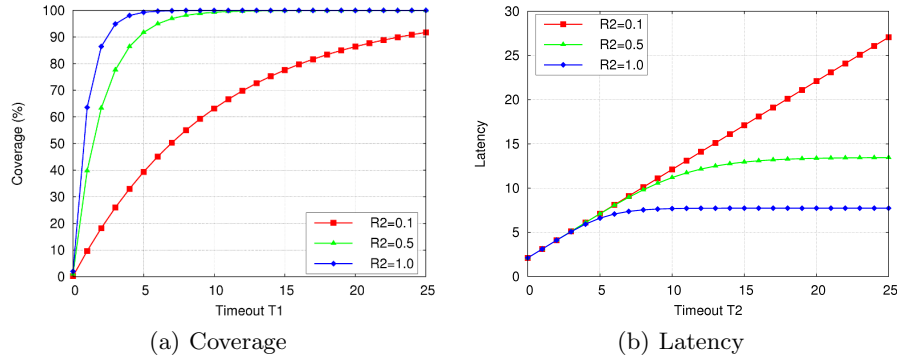 100
90
80
70
60
50
40
30
20
10
0
Coverage (%)
R2=0.1
R2=0.5
R2=1.0
0 5 10 15 20 25
Timeout T1
(a) Coverage
30
25
20
15
10
5
0
Latency
R2=0.1
R2=0.5
R2=1.0
0 5 10 15 20 25
Timeout T2
(b) Latency